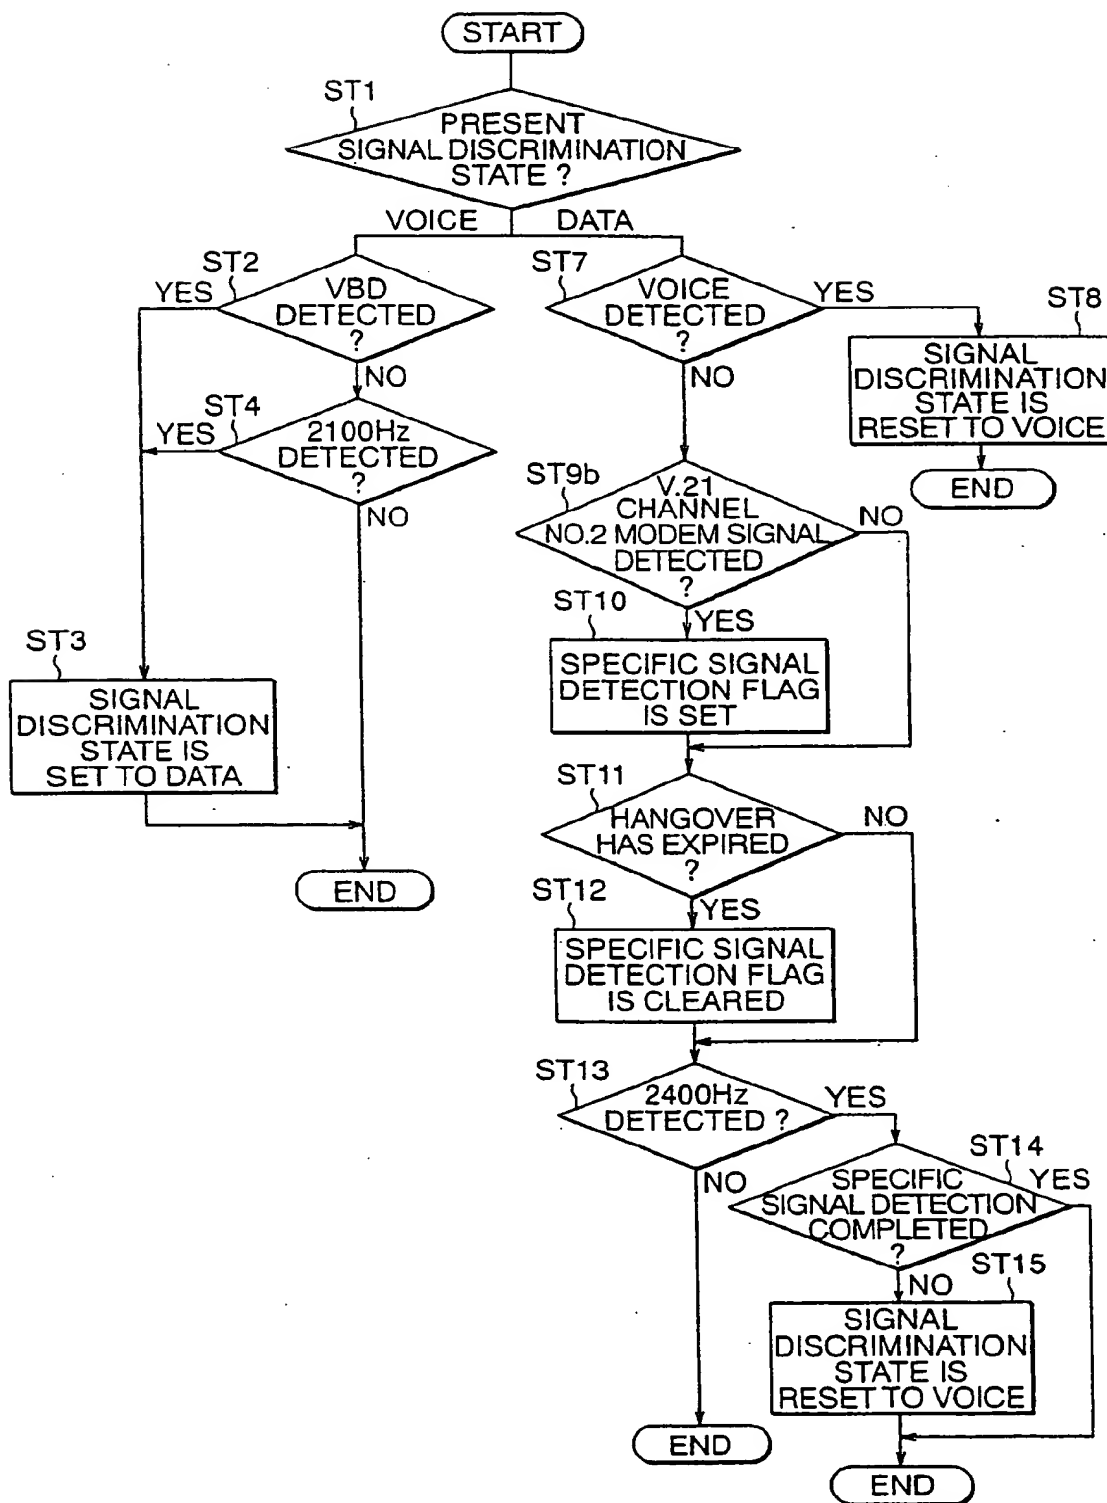 START
ST1
PRESENT
SIGNAL DISCRIMINATION
STATE ?
VOICE
DATA
ST2
YES
VBD
DETECTED
?
NO
ST4
YES
2100Hz
DETECTED
?
NO
ST3
SIGNAL
DISCRIMINATION
STATE IS
SET TO DATA
END
ST7
VOICE
DETECTED
?
YES
NO
ST8
SIGNAL
DISCRIMINATION
STATE IS
RESET TO VOICE
END
ST9b
V.21
CHANNEL
NO.2 MODEM SIGNAL
DETECTED
?
NO
YES
ST10
SPECIFIC SIGNAL
DETECTION FLAG
IS SET
ST11
HANGOVER
HAS EXPIRED
?
NO
YES
ST12
SPECIFIC SIGNAL
DETECTION FLAG
IS CLEARED
ST13
2400Hz
DETECTED ?
YES
NO
ST14
SPECIFIC
SIGNAL DETECTION
COMPLETED
?
YES
NO
ST15
SIGNAL
DISCRIMINATION
STATE IS
RESET TO VOICE
END
END